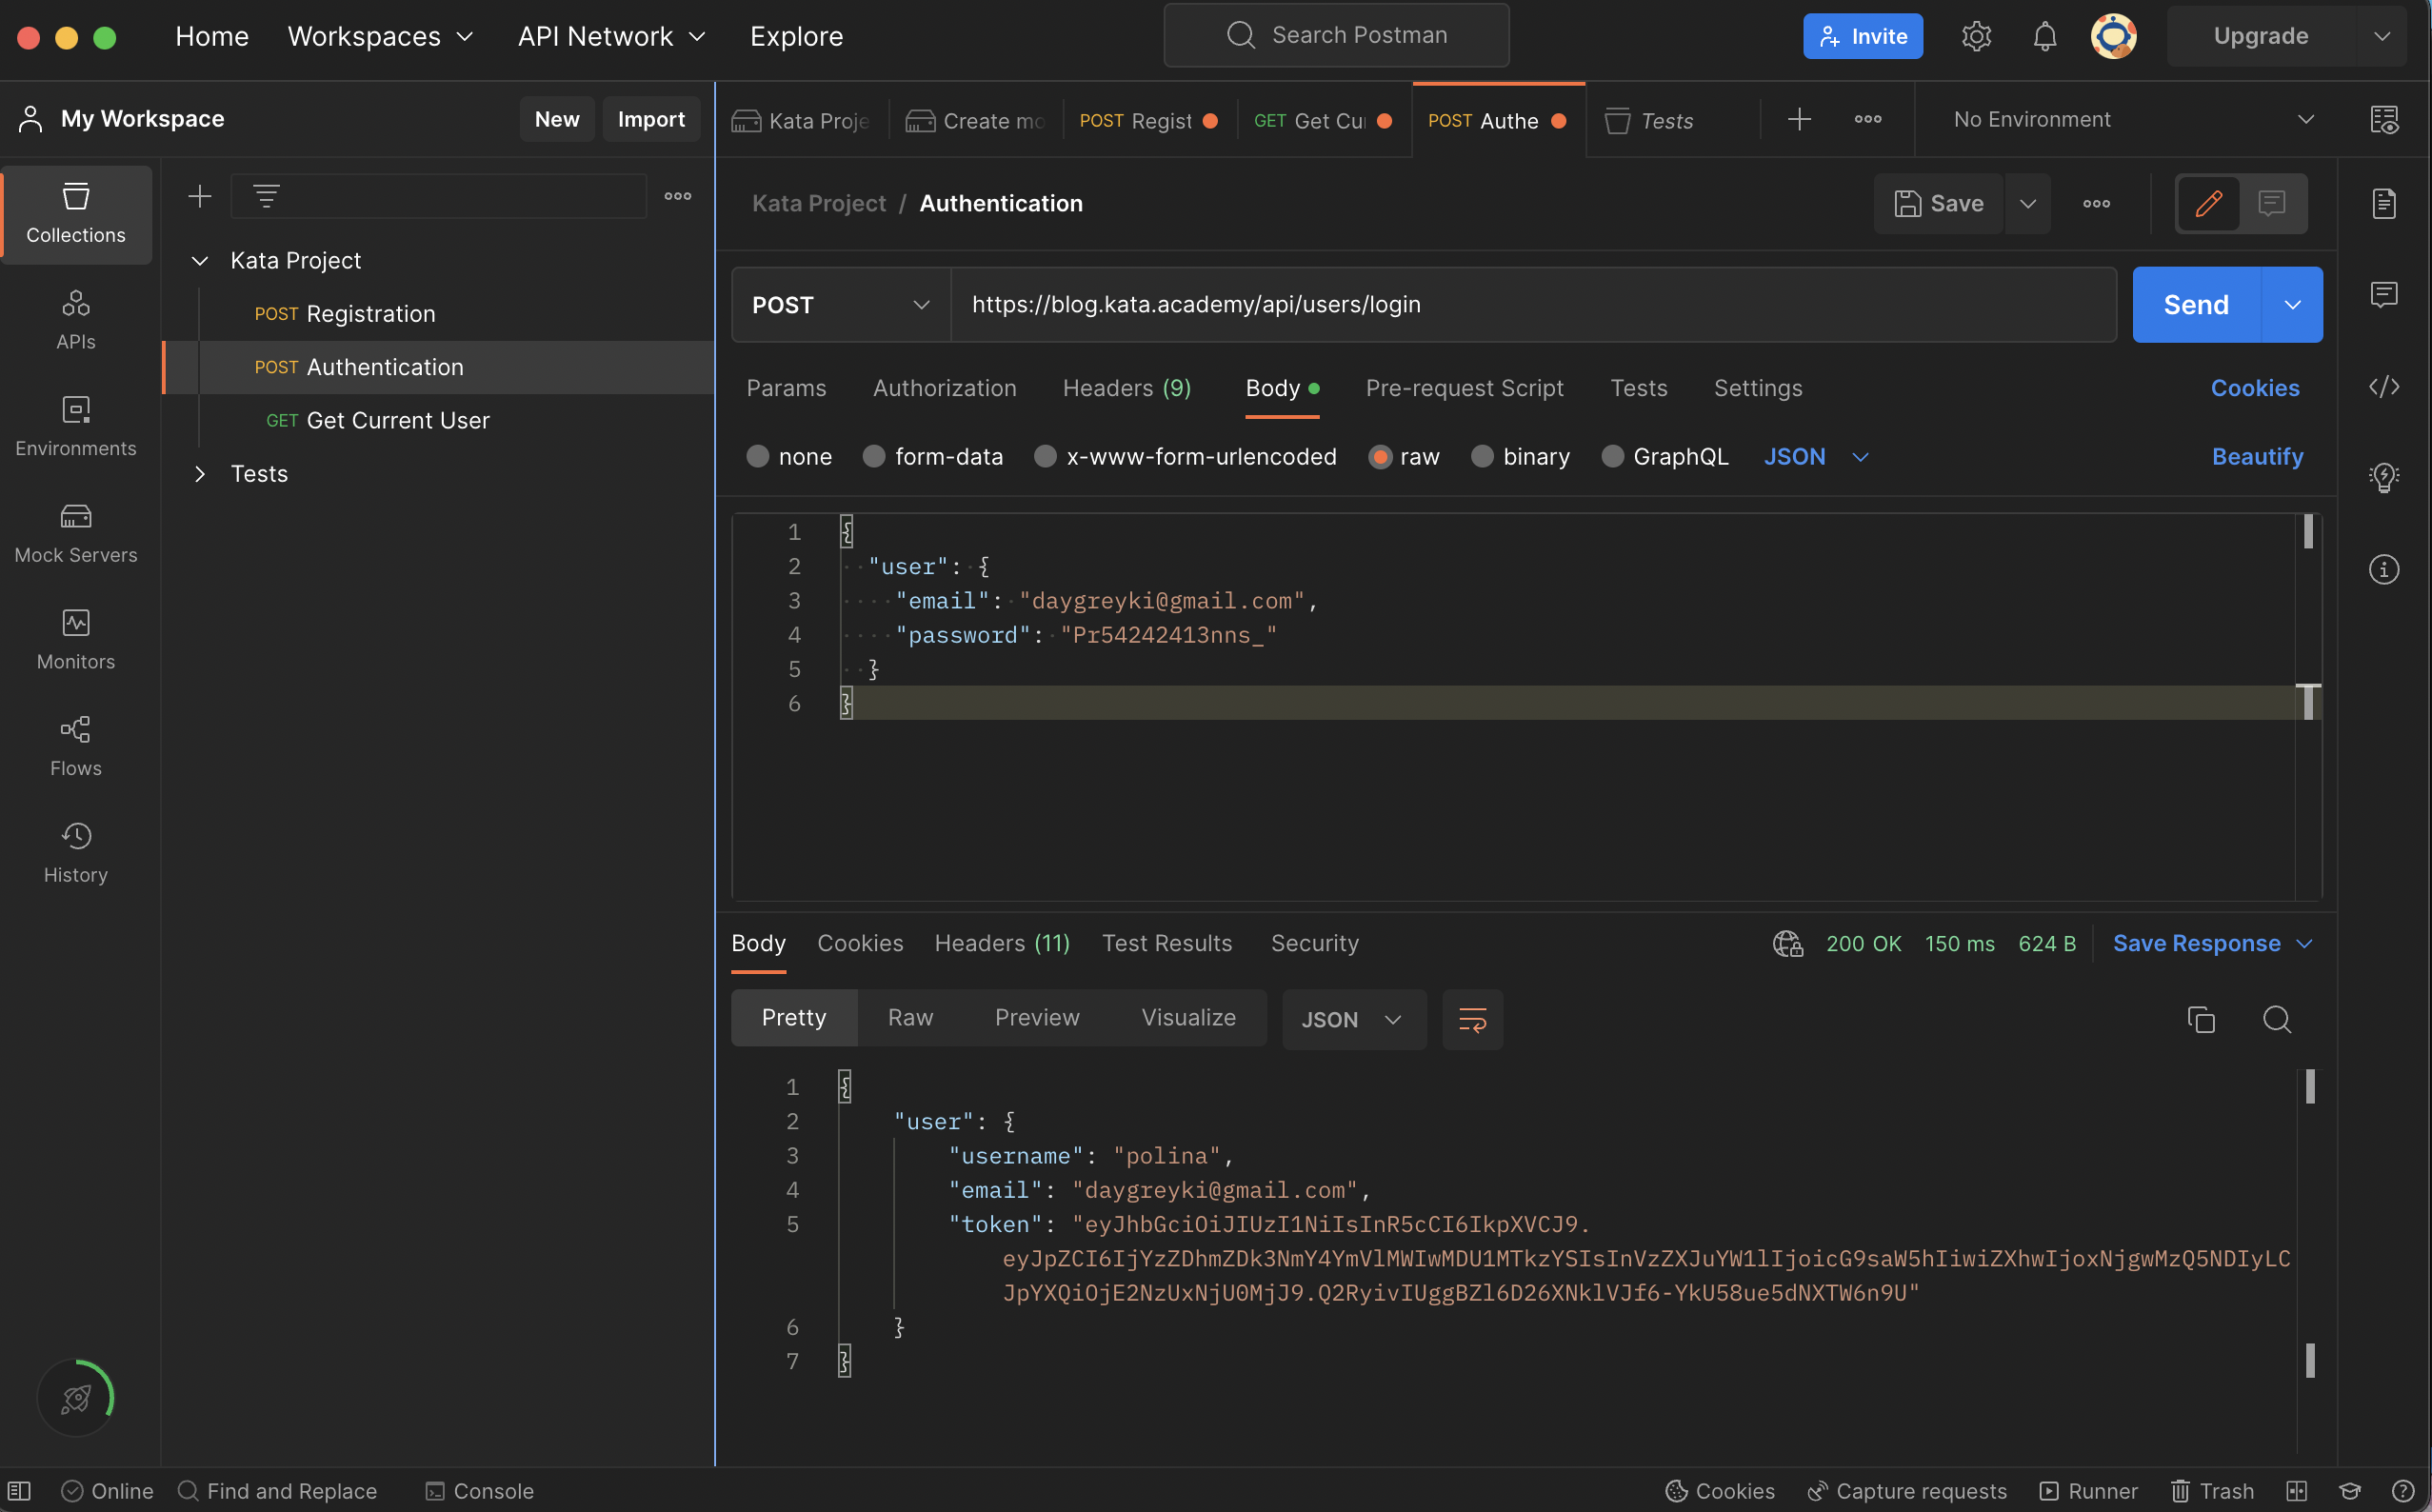 Home Workspaces API Network Explore Search Postman Invite Upgrade
My Workspace New Import
Kata Proje Create mo POST Regist GET Get Cu POST Authe Tests No Environment
Collections
APIs
Environments
Mock Servers
Monitors
Flows
History
Kata Project
POST Registration
POST Authentication
GET Get Current User
Tests
Kata Project / Authentication Save
POST https://blog.kata.academy/api/users/login Send
Params Authorization Headers (9) Body Pre-request Script Tests Settings Cookies
none form-data x-www-form-urlencoded raw binary GraphQL JSON Beautify
1 {
2 "user": {
3 "email": "daygreyki@gmail.com",
4 "password": "Pr54242413nns_"
5 }
6 }
Body Cookies Headers (11) Test Results Security 200 OK 150 ms 624 B Save Response
Pretty Raw Preview Visualize JSON
1 {
2 "user": {
3 "username": "polina",
4 "email": "daygreyki@gmail.com",
5 "token": "eyJhbGciOiJIUzI1NiIsInR5cCI6IkpXVCJ9.
eyJpZCI6IjYzZDhmZDk3NmY4YmVlMWIwMDU1MTkzYSIsInVzZXJuYW1lIjoicG9saW5hIiwiZXhwIjoxNjgwMzQ5NDIyLC
JpYXQiOjE2NzUxNjU0MjJ9.Q2RyivIUggBZl6D26XNklVJf6-YkU58ue5dNXTW6n9U"
6 }
7 }
Online Find and Replace Console Cookies Capture requests Runner Trash